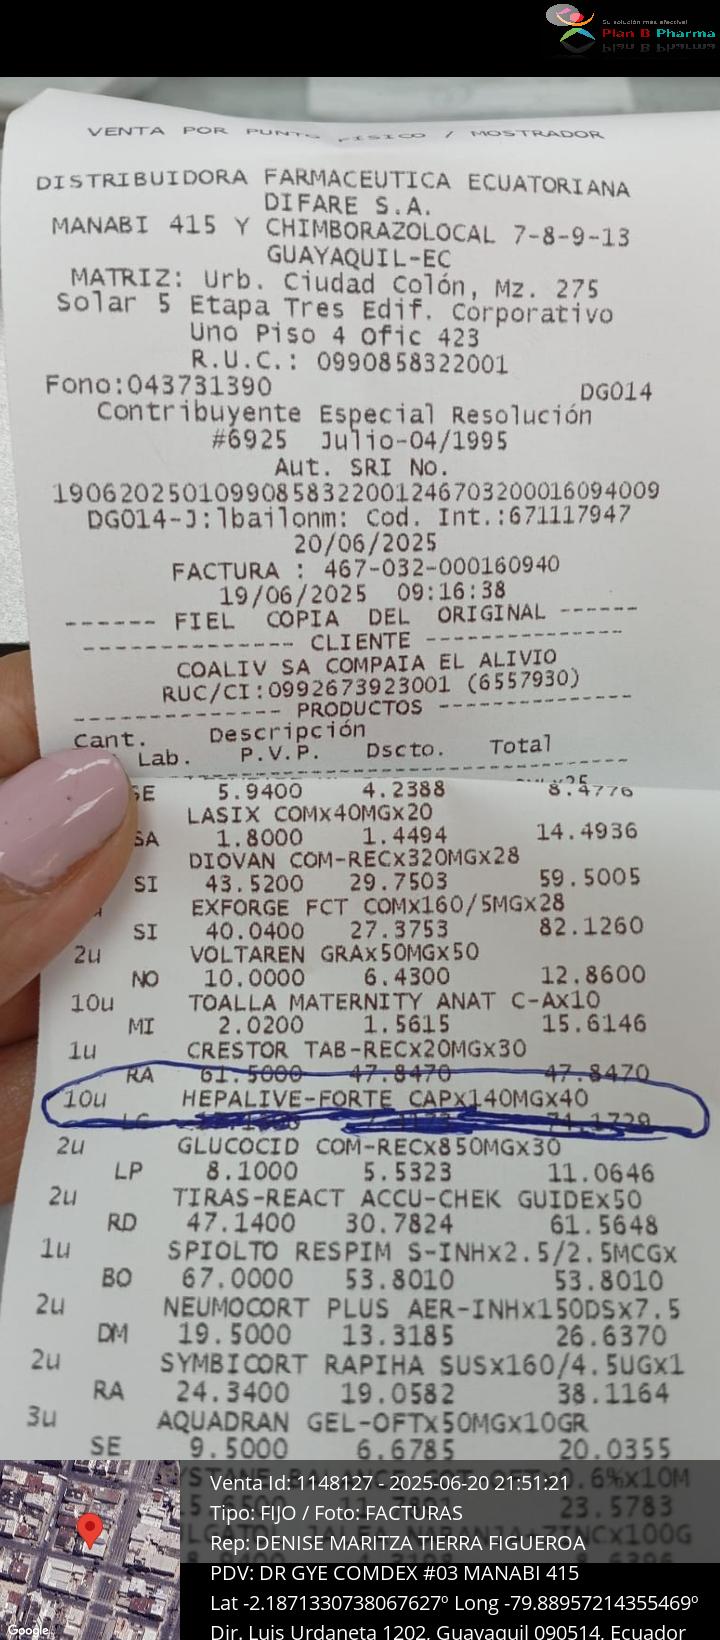 Su solución más efectiva!
Plan B Pharma
VENTA POR PUNTO FISICO / MOSTRADOR
DISTRIBUIDORA FARMACEUTICA ECUATORIANA
DIFARE S.A.
MANABI 415 Y CHIMBORAZOLOCAL 7-8-9-13
GUAYAQUIL-EC
MATRIZ: Urb. Ciudad Colón, Mz. 275
Solar 5 Etapa Tres Edif. Corporativo
Uno Piso 4 Ofic 423
R.U.C.: 0990858322001
Fono:043731390 DG014
Contribuyente Especial Resolución
#6925 Julio-04/1995
Aut. SRI No.
1906202501099085832200124670320001609400​9
DG014-J:lbailonm: Cod. Int.:671117947
20/06/2025
FACTURA : 467-032-000160940
19/06/2025 09:16:38
------ FIEL COPIA DEL ORIGINAL ------
-------------- CLIENTE --------------
COALIV SA COMPAIA EL ALIVIO
RUC/CI:0992673923001 (6557930)
-------------- PRODUCTOS -------------
Cant. Descripción
Lab. P.V.P. Dscto. Total
SE 5.9400 4.2388 8.4776
LASIX COMx40MGx20
SA 1.8000 1.4494 14.4936
DIOVAN COM-RECx320MGx28
SI 43.5200 29.7503 59.5005
EXFORGE FCT COMx160/5MGx28
SI 40.0400 27.3753 82.1260
2u VOLTAREN GRAx50MGx50
NO 10.0000 6.4300 12.8600
10u TOALLA MATERNITY ANAT C-Ax10
MI 2.0200 1.5615 15.6146
1u CRESTOR TAB-RECx20MGx30
RA 61.5000 47.8470 47.8470
10u HEPALIVE-FORTE CAPx140MGx40
74.1729
2u GLUCOCID COM-RECx850MGx30
LP 8.1000 5.5323 11.0646
2u TIRAS-REACT ACCU-CHEK GUIDEx50
RD 47.1400 30.7824 61.5648
1u SPIOLTO RESPIM S-INHx2.5/2.5MCGx
BO 67.0000 53.8010 53.8010
2u NEUMOCORT PLUS AER-INHx150DSx7.5
DM 19.5000 13.3185 26.6370
2u SYMBICORT RAPIHA SUSx160/4.5UGx1
RA 24.3400 19.0582 38.1164
3u AQUADRAN GEL-OFTx50MGx10GR
SE 9.5000 6.6785 20.0355
0.6%x10M
23.5783
Venta Id: 1148127 - 2025-06-20 21:51:21
Tipo: FIJO / Foto: FACTURAS
Rep: DENISE MARITZA TIERRA FIGUEROA
PDV: DR GYE COMDEX #03 MANABI 415
Lat -2.1871330738067627º Long -79.88957214355469º
Dir. Luis Urdaneta 1202, Guayaquil 090514, Ecuador
Google